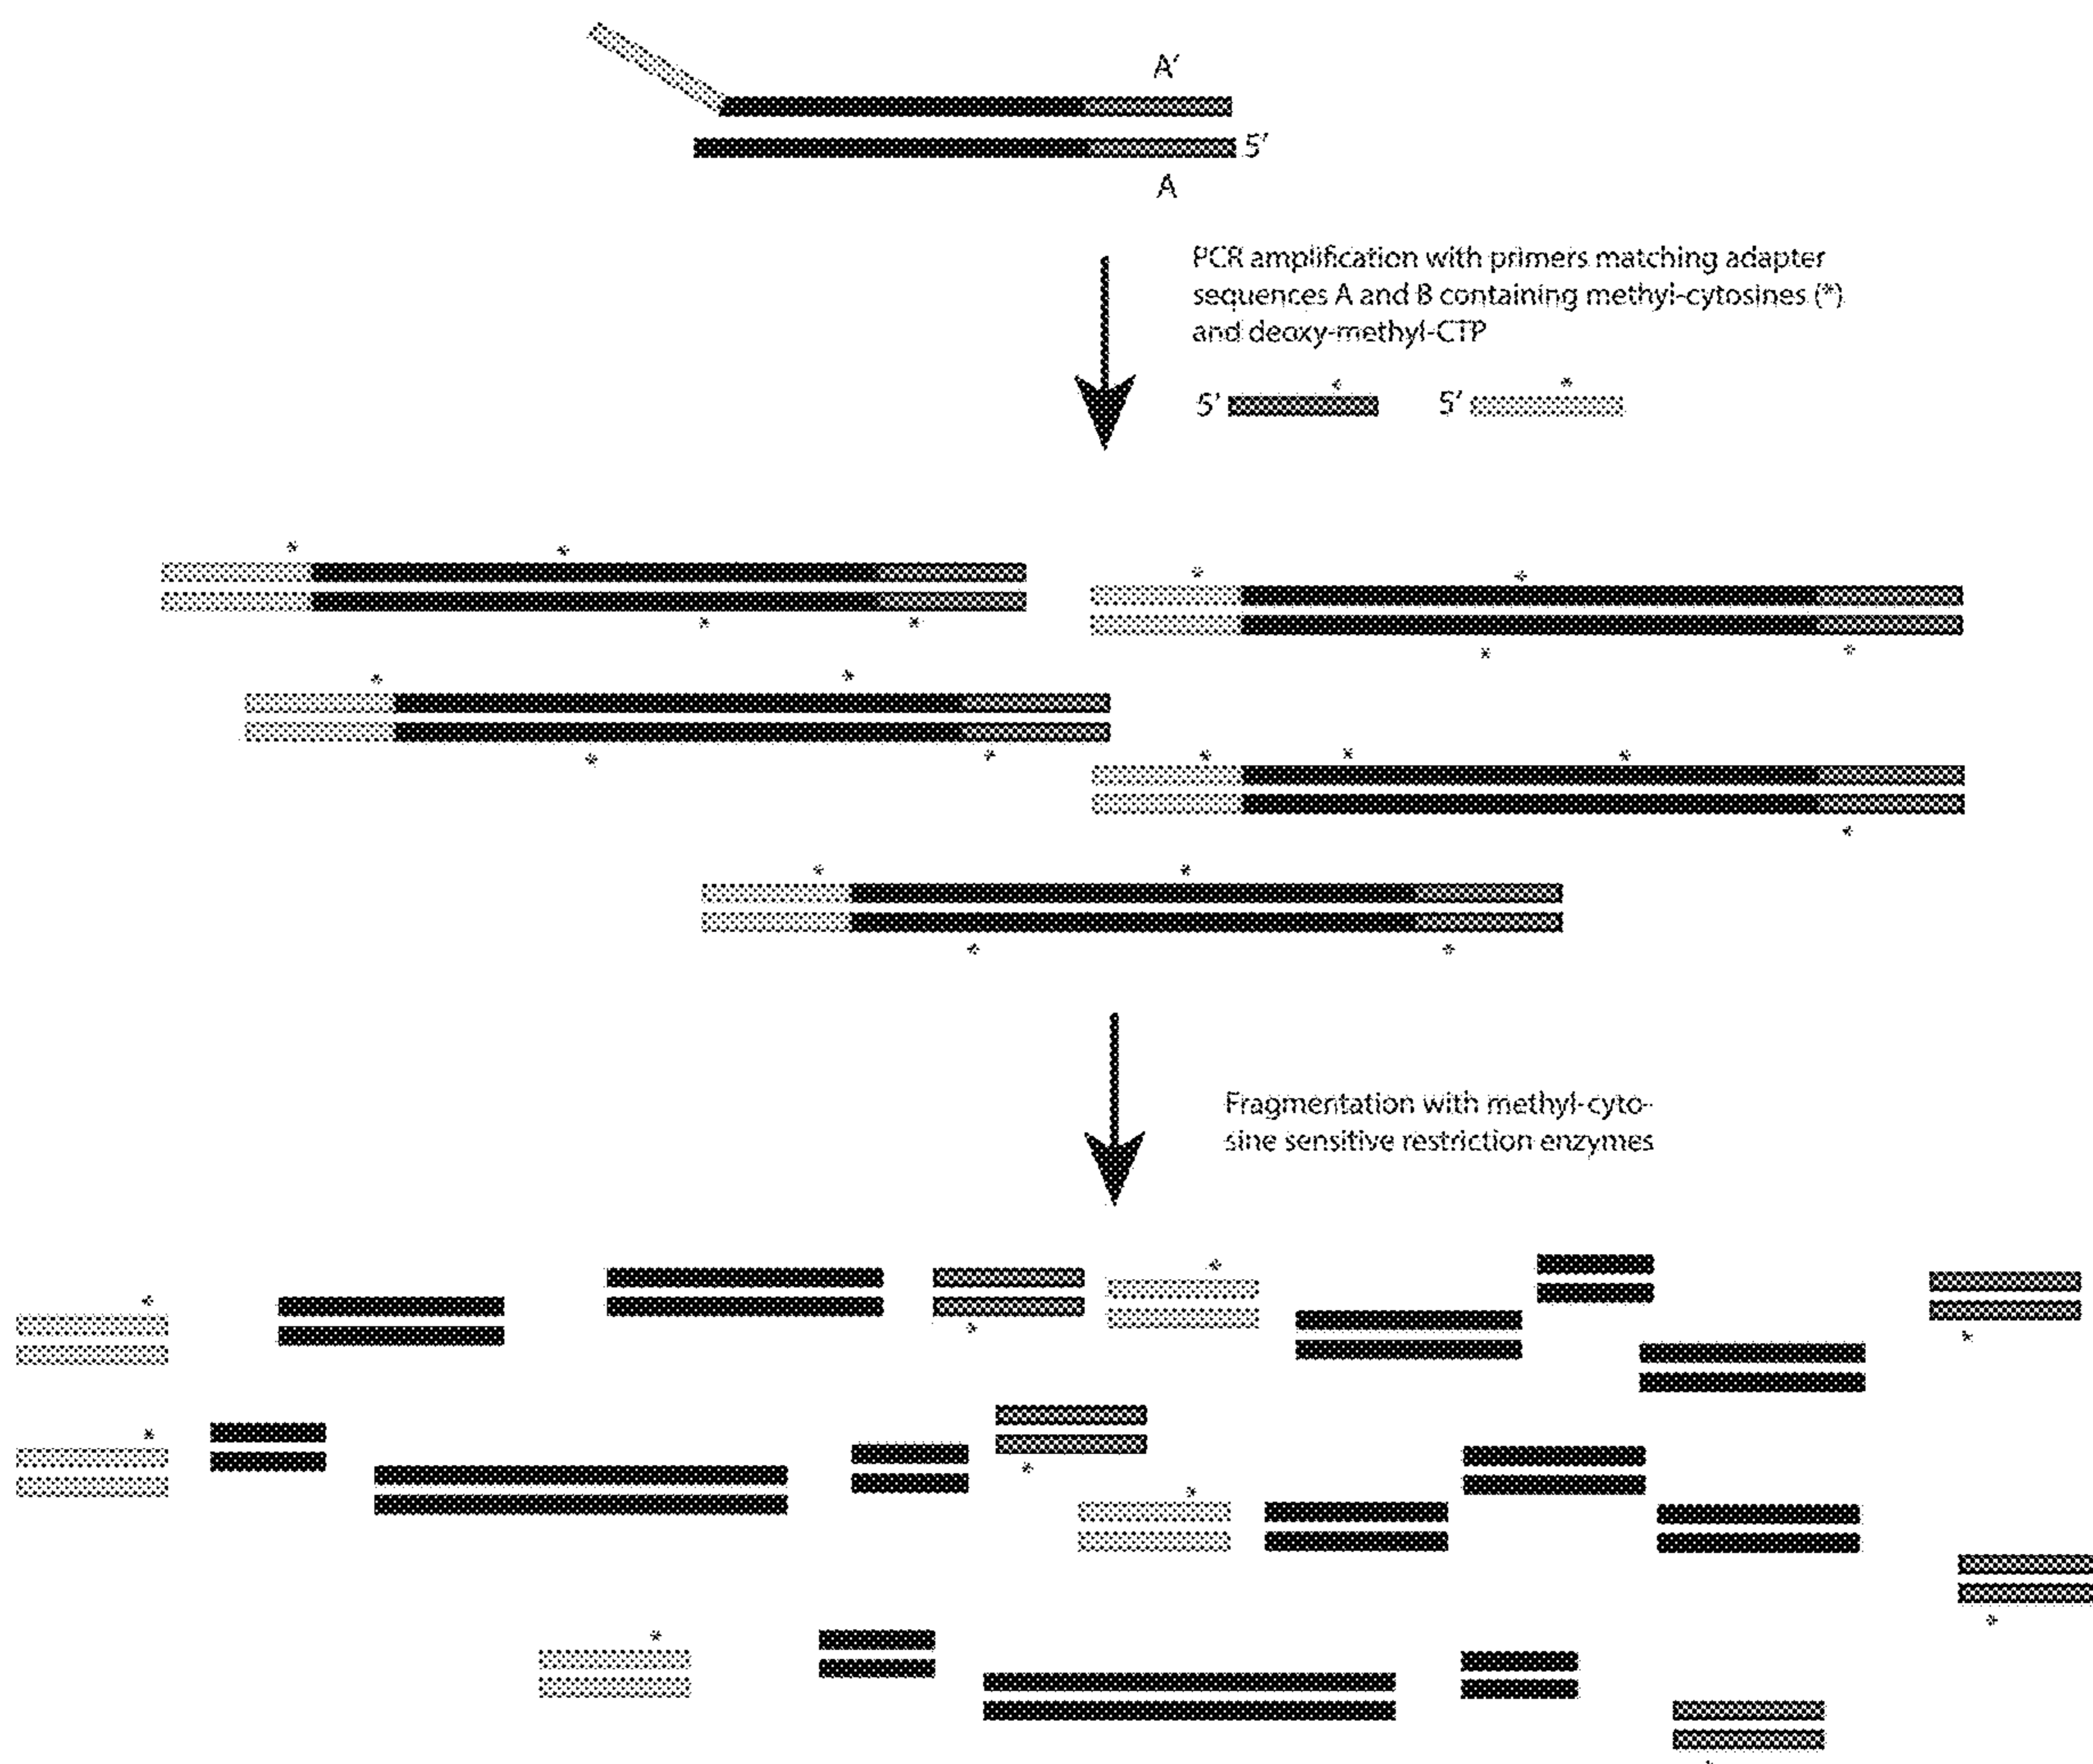 A'
5'
A
PCR amplification with primers matching adapter
sequences A and B containing methyl-cytosines (*)
and deoxy-methyl-CTP
5' * 5' *
* *
* *
* *
* *
* *
* *
* * *
*
* *
* *
Fragmentation with methyl-cyto-
sine sensitive restriction enzymes
* *
* *
* *
*
*
*